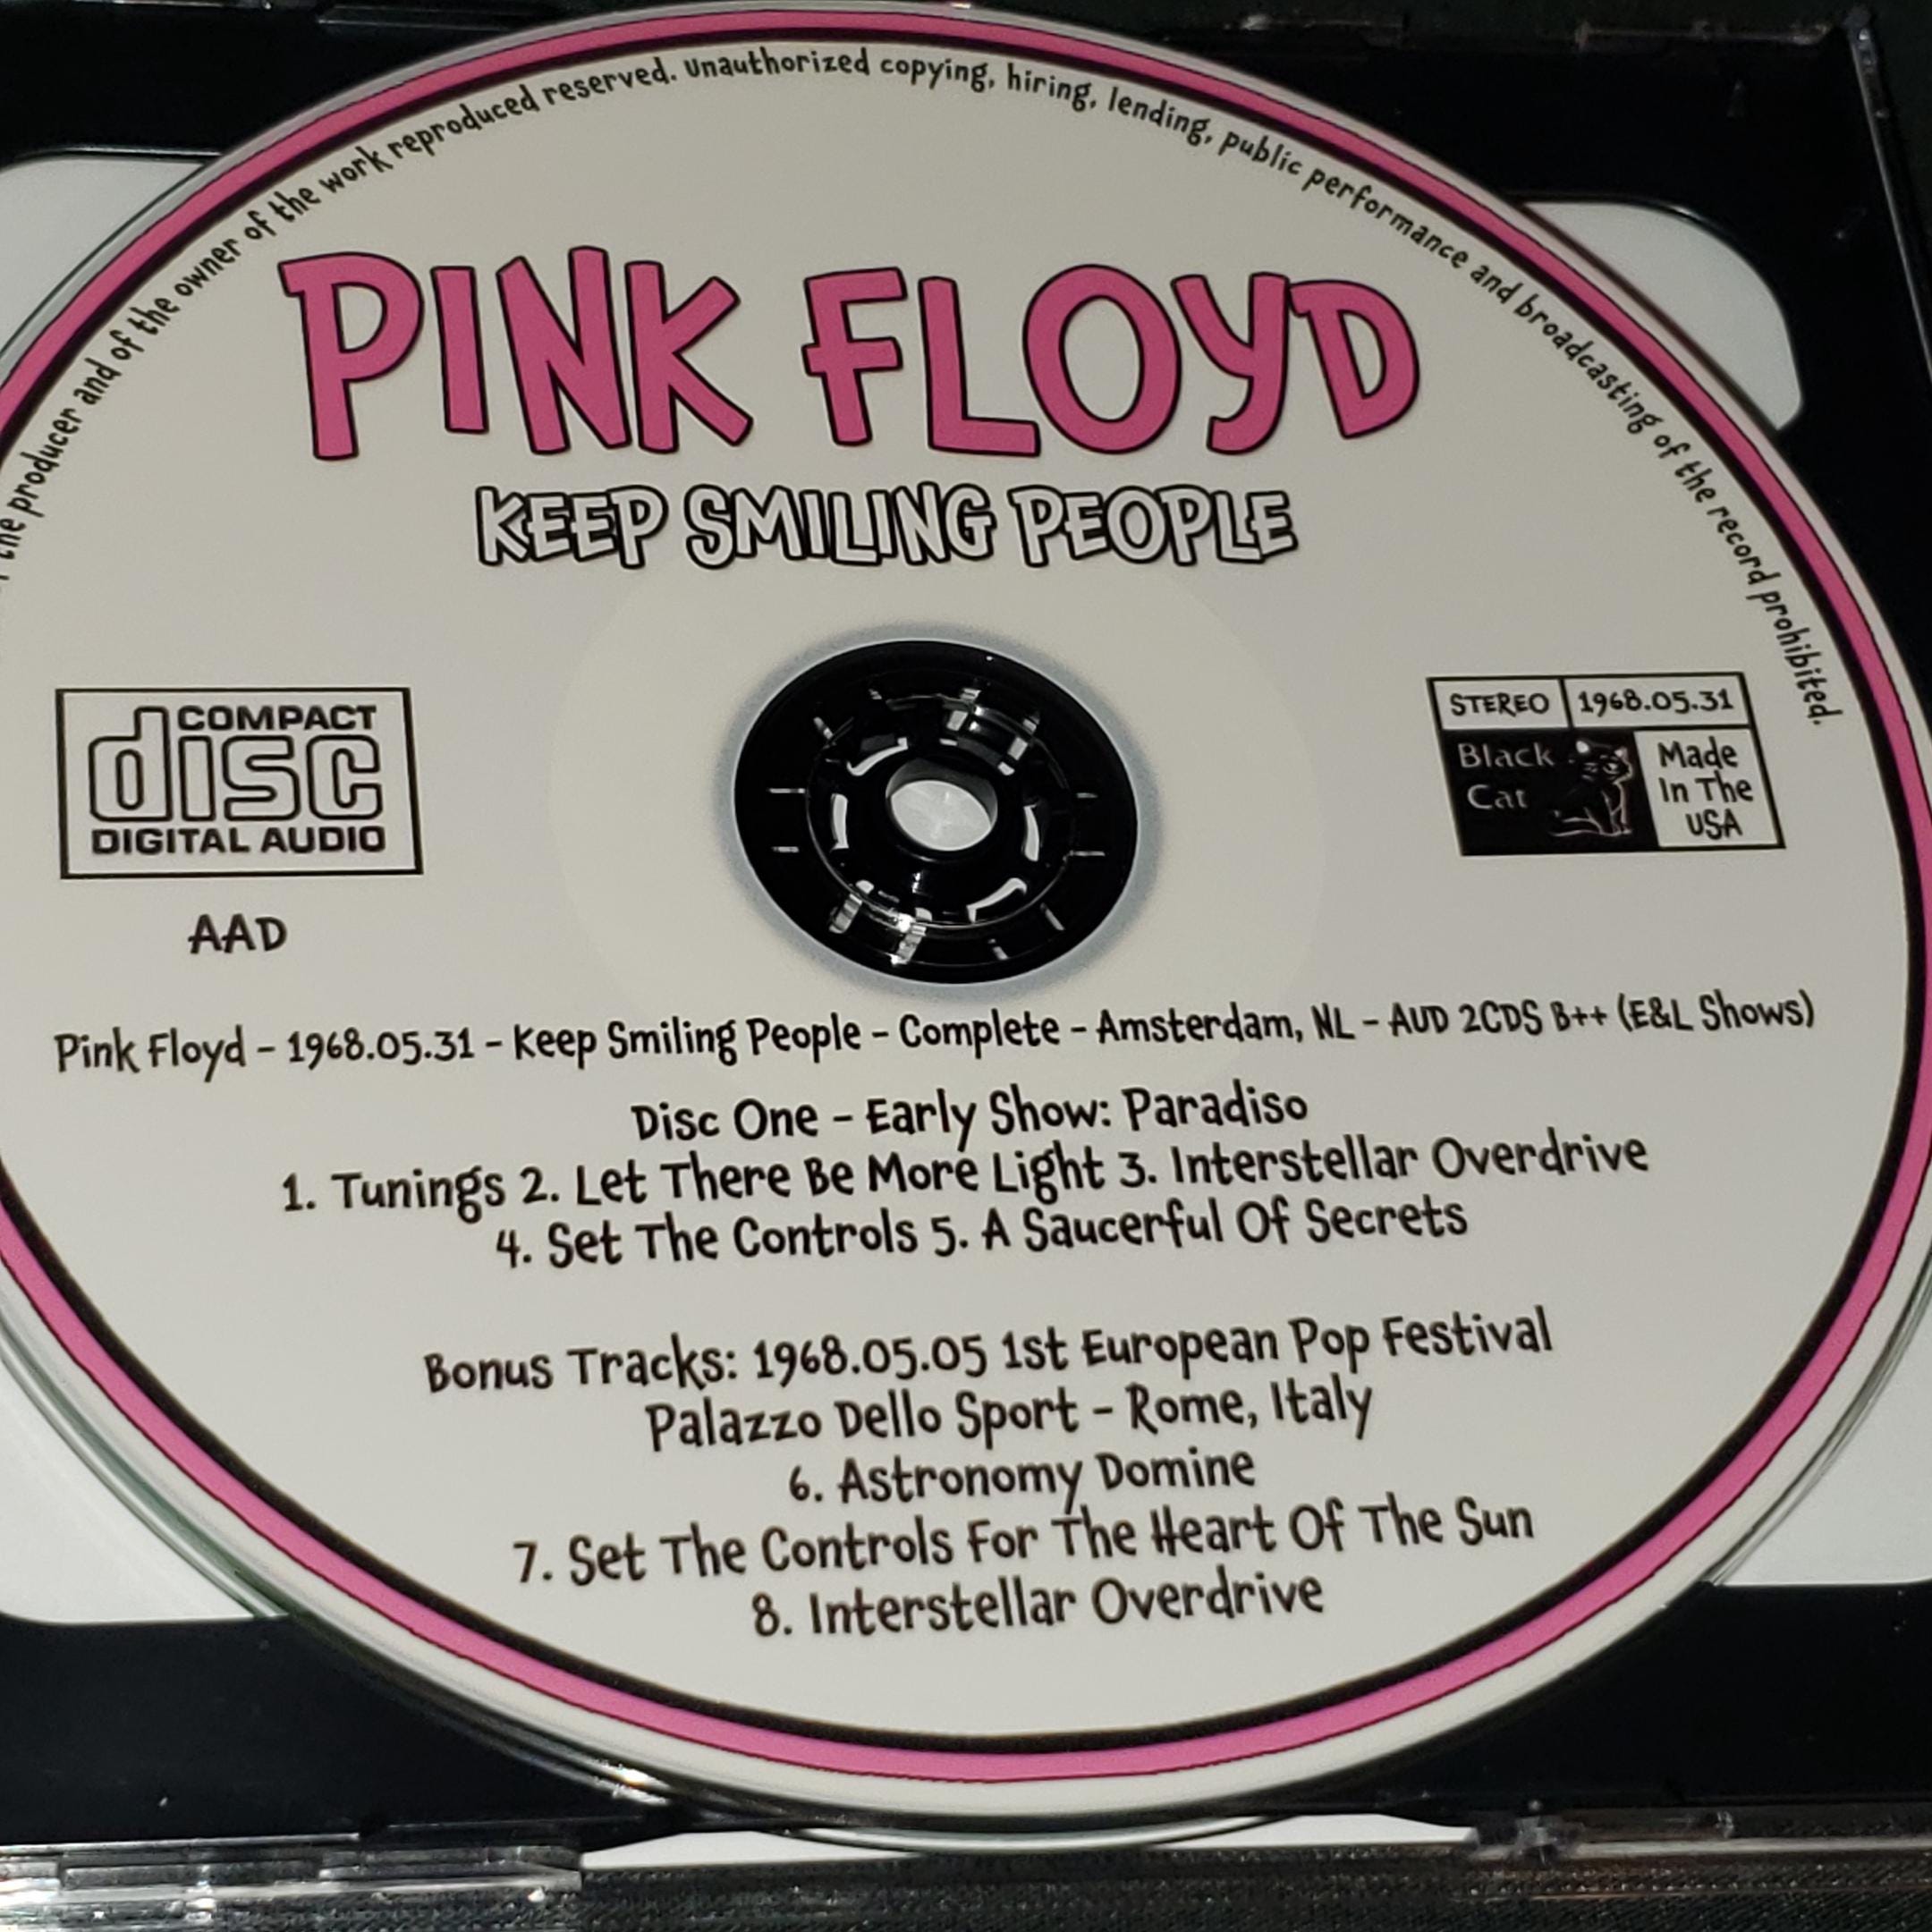 the producer and of the owner of the work reproduced reserved. Unauthorized copying, hiring, lending, public performance and broadcasting of the record prohibited.
PINK FLOYD
KEEP SMILING PEOPLE
COMPACT
disc
DIGITAL AUDIO
AAD
STEREO 1968.05.31
Black Cat
Made In The USA
Pink Floyd - 1968.05.31 - Keep Smiling People - Complete - Amsterdam, NL - AUD 2CDS B++ (E&L Shows)
Disc One - Early Show: Paradiso
1. Tunings 2. Let There Be More Light 3. Interstellar Overdrive
4. Set The Controls 5. A Saucerful Of Secrets
Bonus Tracks: 1968.05.05 1st European Pop Festival
Palazzo Dello Sport - Rome, Italy
6. Astronomy Domine
7. Set The Controls For The Heart Of The Sun
8. Interstellar Overdrive